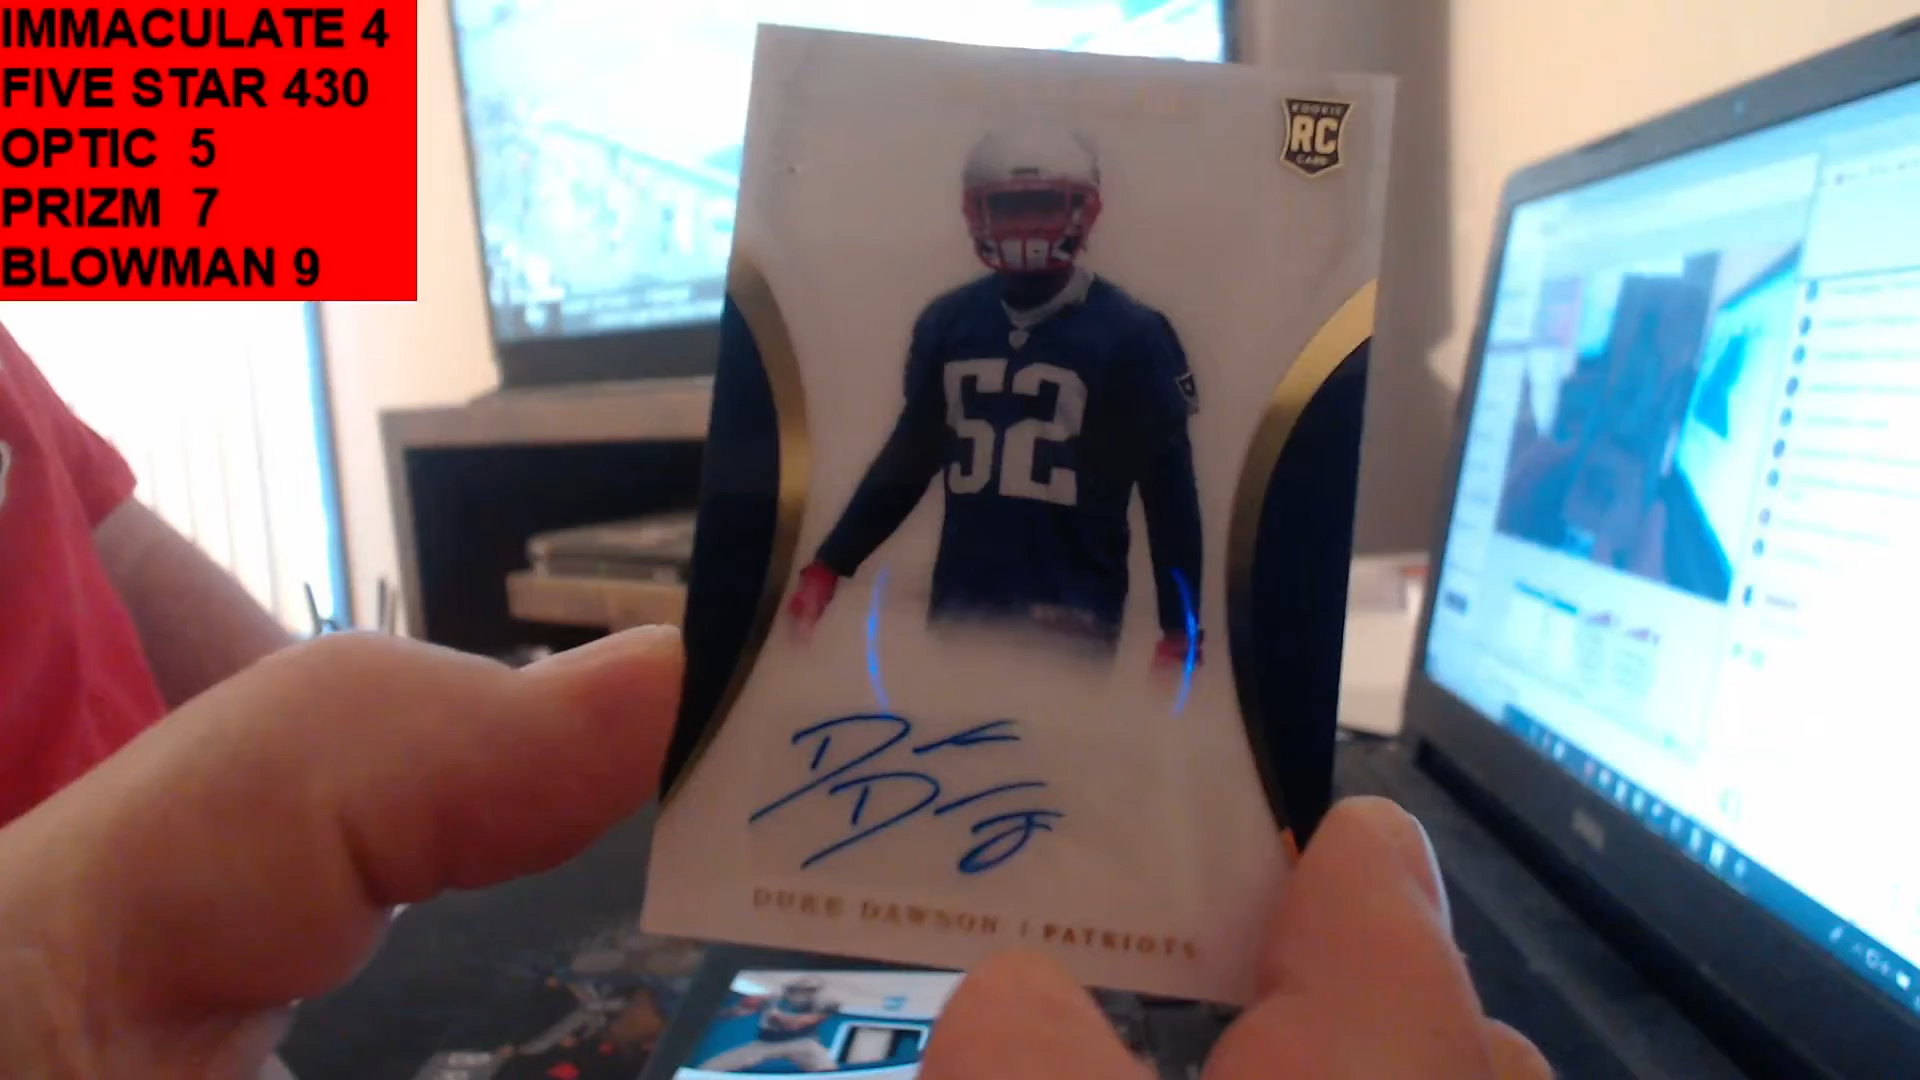 IMMACULATE 4
FIVE STAR 430
OPTIC 5
PRIZM 7
BLOWMAN 9
ROOKIE
RC
CARD
52
DUKE DAWSON | PATRIOTS